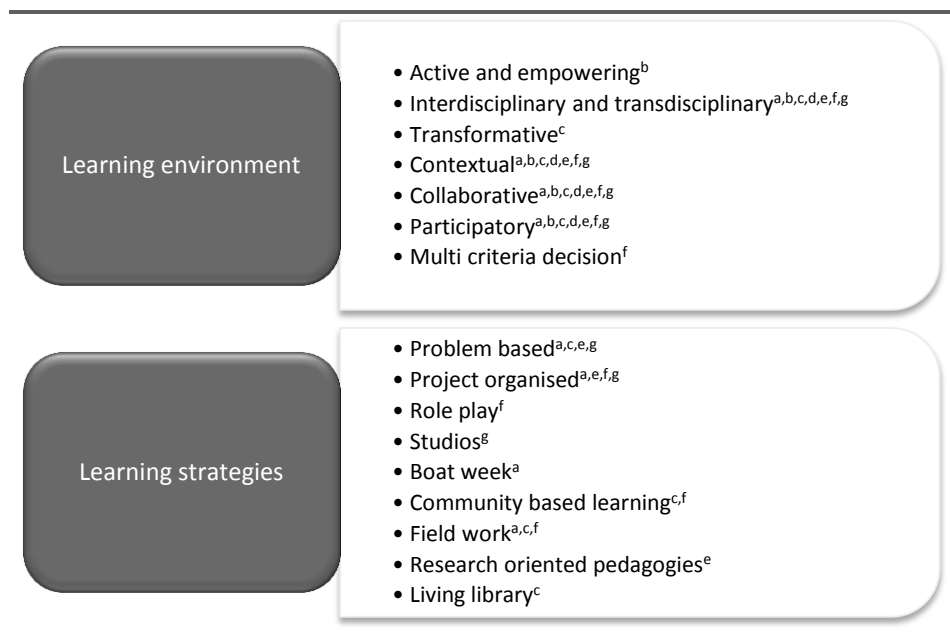 Learning environment
• Active and empowering^b
• Interdisciplinary and transdisciplinary^a,b,c,d,e,f,g
• Transformative^c
• Contextual^a,b,c,d,e,f,g
• Collaborative^a,b,c,d,e,f,g
• Participatory^a,b,c,d,e,f,g
• Multi criteria decision^f
Learning strategies
• Problem based^a,c,e,g
• Project organised^a,e,f,g
• Role play^f
• Studios^g
• Boat week^a
• Community based learning^c,f
• Field work^a,c,f
• Research oriented pedagogies^e
• Living library^c